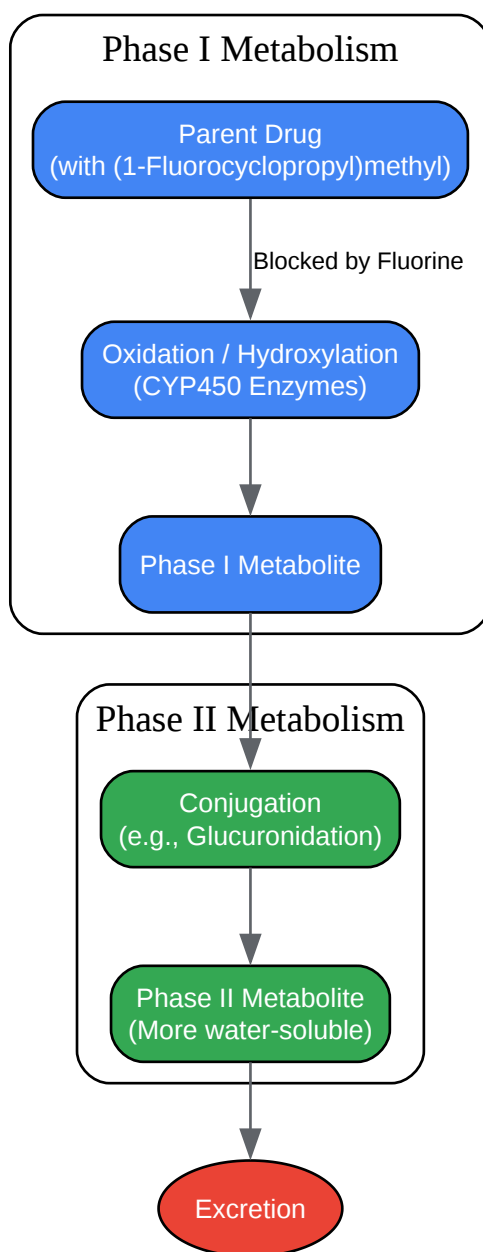 Phase I Metabolism
Parent Drug
(with (1-Fluorocyclopropyl)methyl)
Blocked by Fluorine
Oxidation / Hydroxylation
(CYP450 Enzymes)
Phase I Metabolite
Phase II Metabolism
Conjugation
(e.g., Glucuronidation)
Phase II Metabolite
(More water-soluble)
Excretion